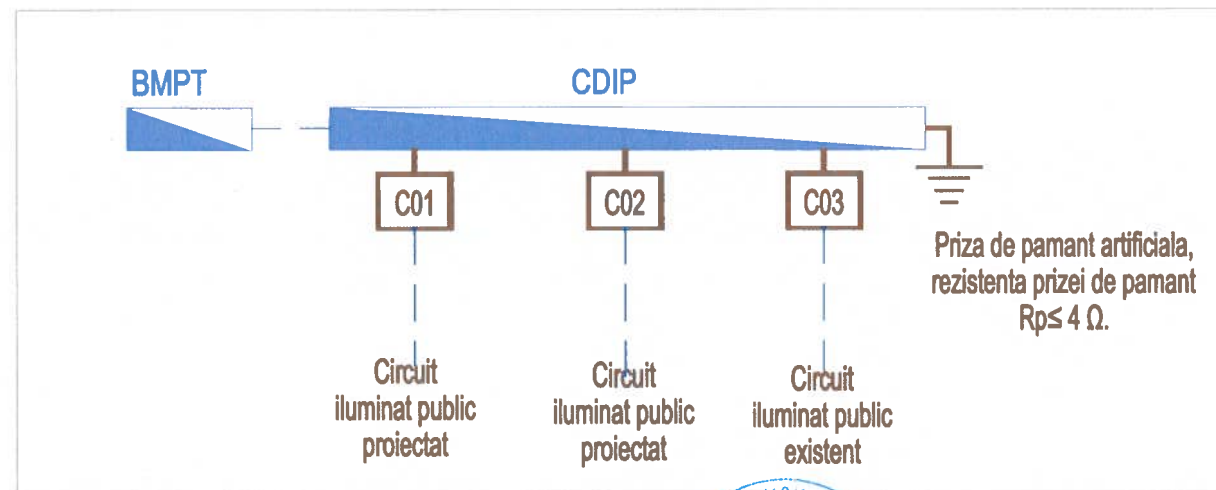 BMPT
CDIP
C01
C02
C03
Priza de pamant artificiala,
rezistenta prizei de pamant
Rp≤ 4 Ω.
Circuit
iluminat public
proiectat
Circuit
iluminat public
proiectat
Circuit
iluminat public
existent